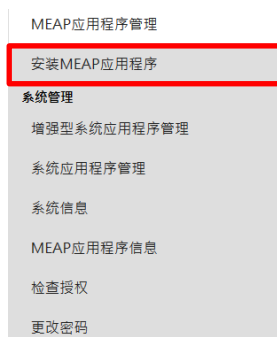 MEAP应用程序管理
安装MEAP应用程序
系统管理
增强型系统应用程序管理
系统应用程序管理
系统信息
MEAP应用程序信息
检查授权
更改密码